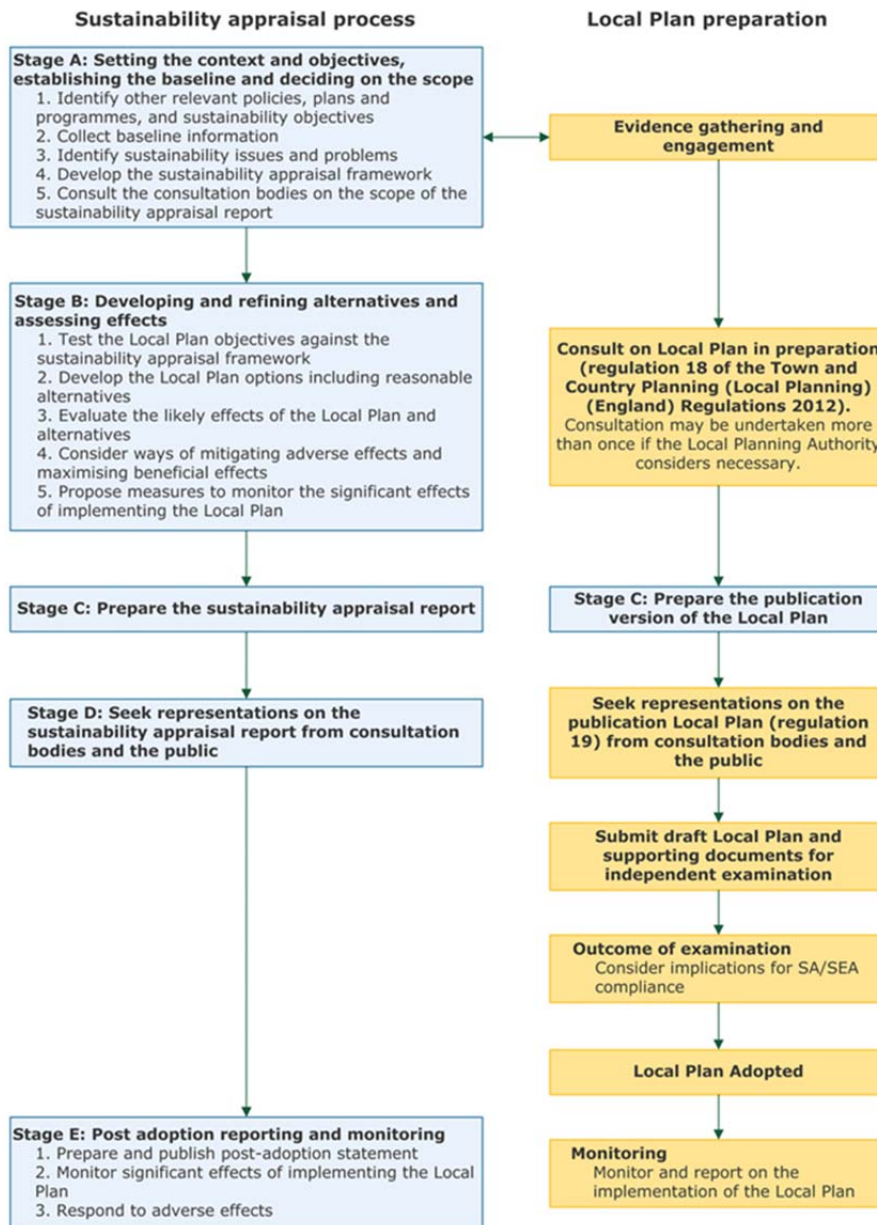 Sustainability appraisal process
Local Plan preparation
Stage A: Setting the context and objectives,
establishing the baseline and deciding on the scope
1. Identify other relevant policies, plans and
programmes, and sustainability objectives
2. Collect baseline information
3. Identify sustainability issues and problems
4. Develop the sustainability appraisal framework
5. Consult the consultation bodies on the scope of the
sustainability appraisal report
Evidence gathering and
engagement
Stage B: Developing and refining alternatives and
assessing effects
1. Test the Local Plan objectives against the
sustainability appraisal framework
2. Develop the Local Plan options including reasonable
alternatives
3. Evaluate the likely effects of the Local Plan and
alternatives
4. Consider ways of mitigating adverse effects and
maximising beneficial effects
5. Propose measures to monitor the significant effects
of implementing the Local Plan
Consult on Local Plan in preparation
(regulation 18 of the Town and
Country Planning (Local Planning)
(England) Regulations 2012).
Consultation may be undertaken more
than once if the Local Planning Authority
considers necessary.
Stage C: Prepare the sustainability appraisal report
Stage C: Prepare the publication
version of the Local Plan
Stage D: Seek representations on the
sustainability appraisal report from consultation
bodies and the public
Seek representations on the
publication Local Plan (regulation
19) from consultation bodies and
the public
Submit draft Local Plan and
supporting documents for
independent examination
Outcome of examination
Consider implications for SA/SEA
compliance
Local Plan Adopted
Stage E: Post adoption reporting and monitoring
1. Prepare and publish post-adoption statement
2. Monitor significant effects of implementing the Local
Plan
3. Respond to adverse effects
Monitoring
Monitor and report on the
implementation of the Local Plan